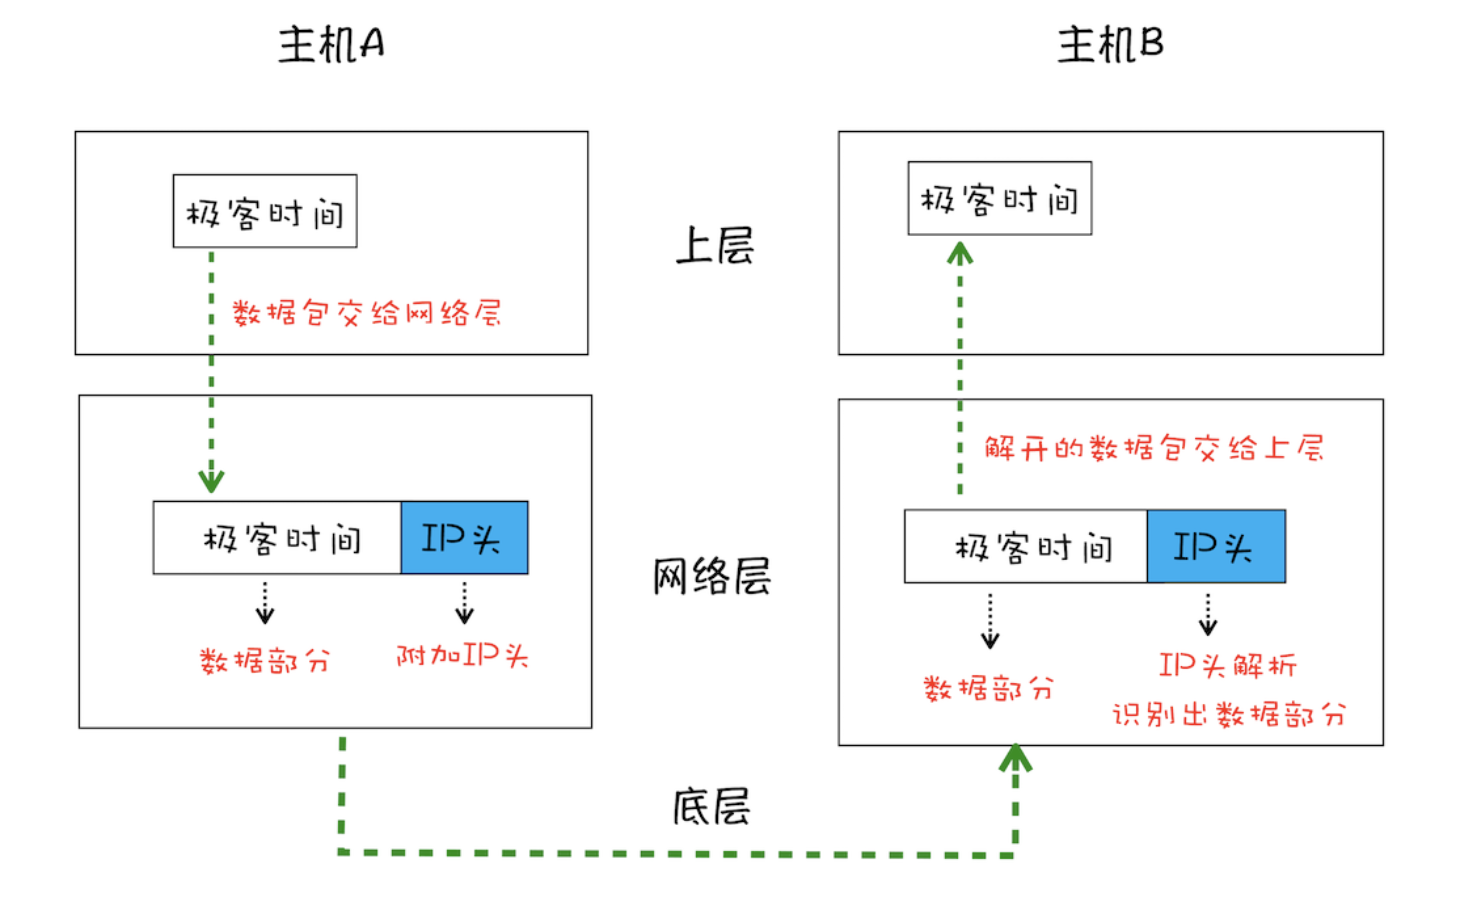 主机A
主机B
极客时间
极客时间
上层
数据包交给网络层
解开的数据包交给上层
极客时间 IP头
极客时间 IP头
网络层
数据部分
附加IP头
数据部分
IP头解析
识别出数据部分
底层